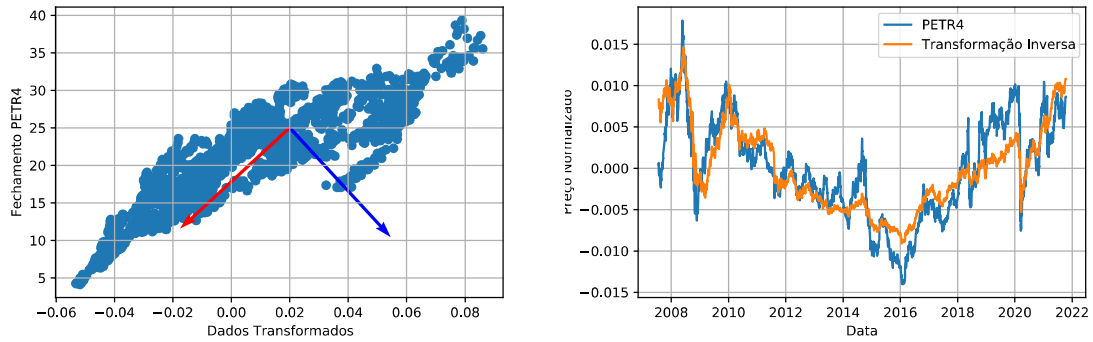 40
35
30
25
20
15
10
5
Fechamento PETR4
−0.06 −0.04 −0.02 0.00 0.02 0.04 0.06 0.08
Dados Transformados
PETR4
Transformação Inversa
0.015
0.010
0.005
0.000
−0.005
−0.010
−0.015
Preço Normalizado
2008 2010 2012 2014 2016 2018 2020 2022
Data